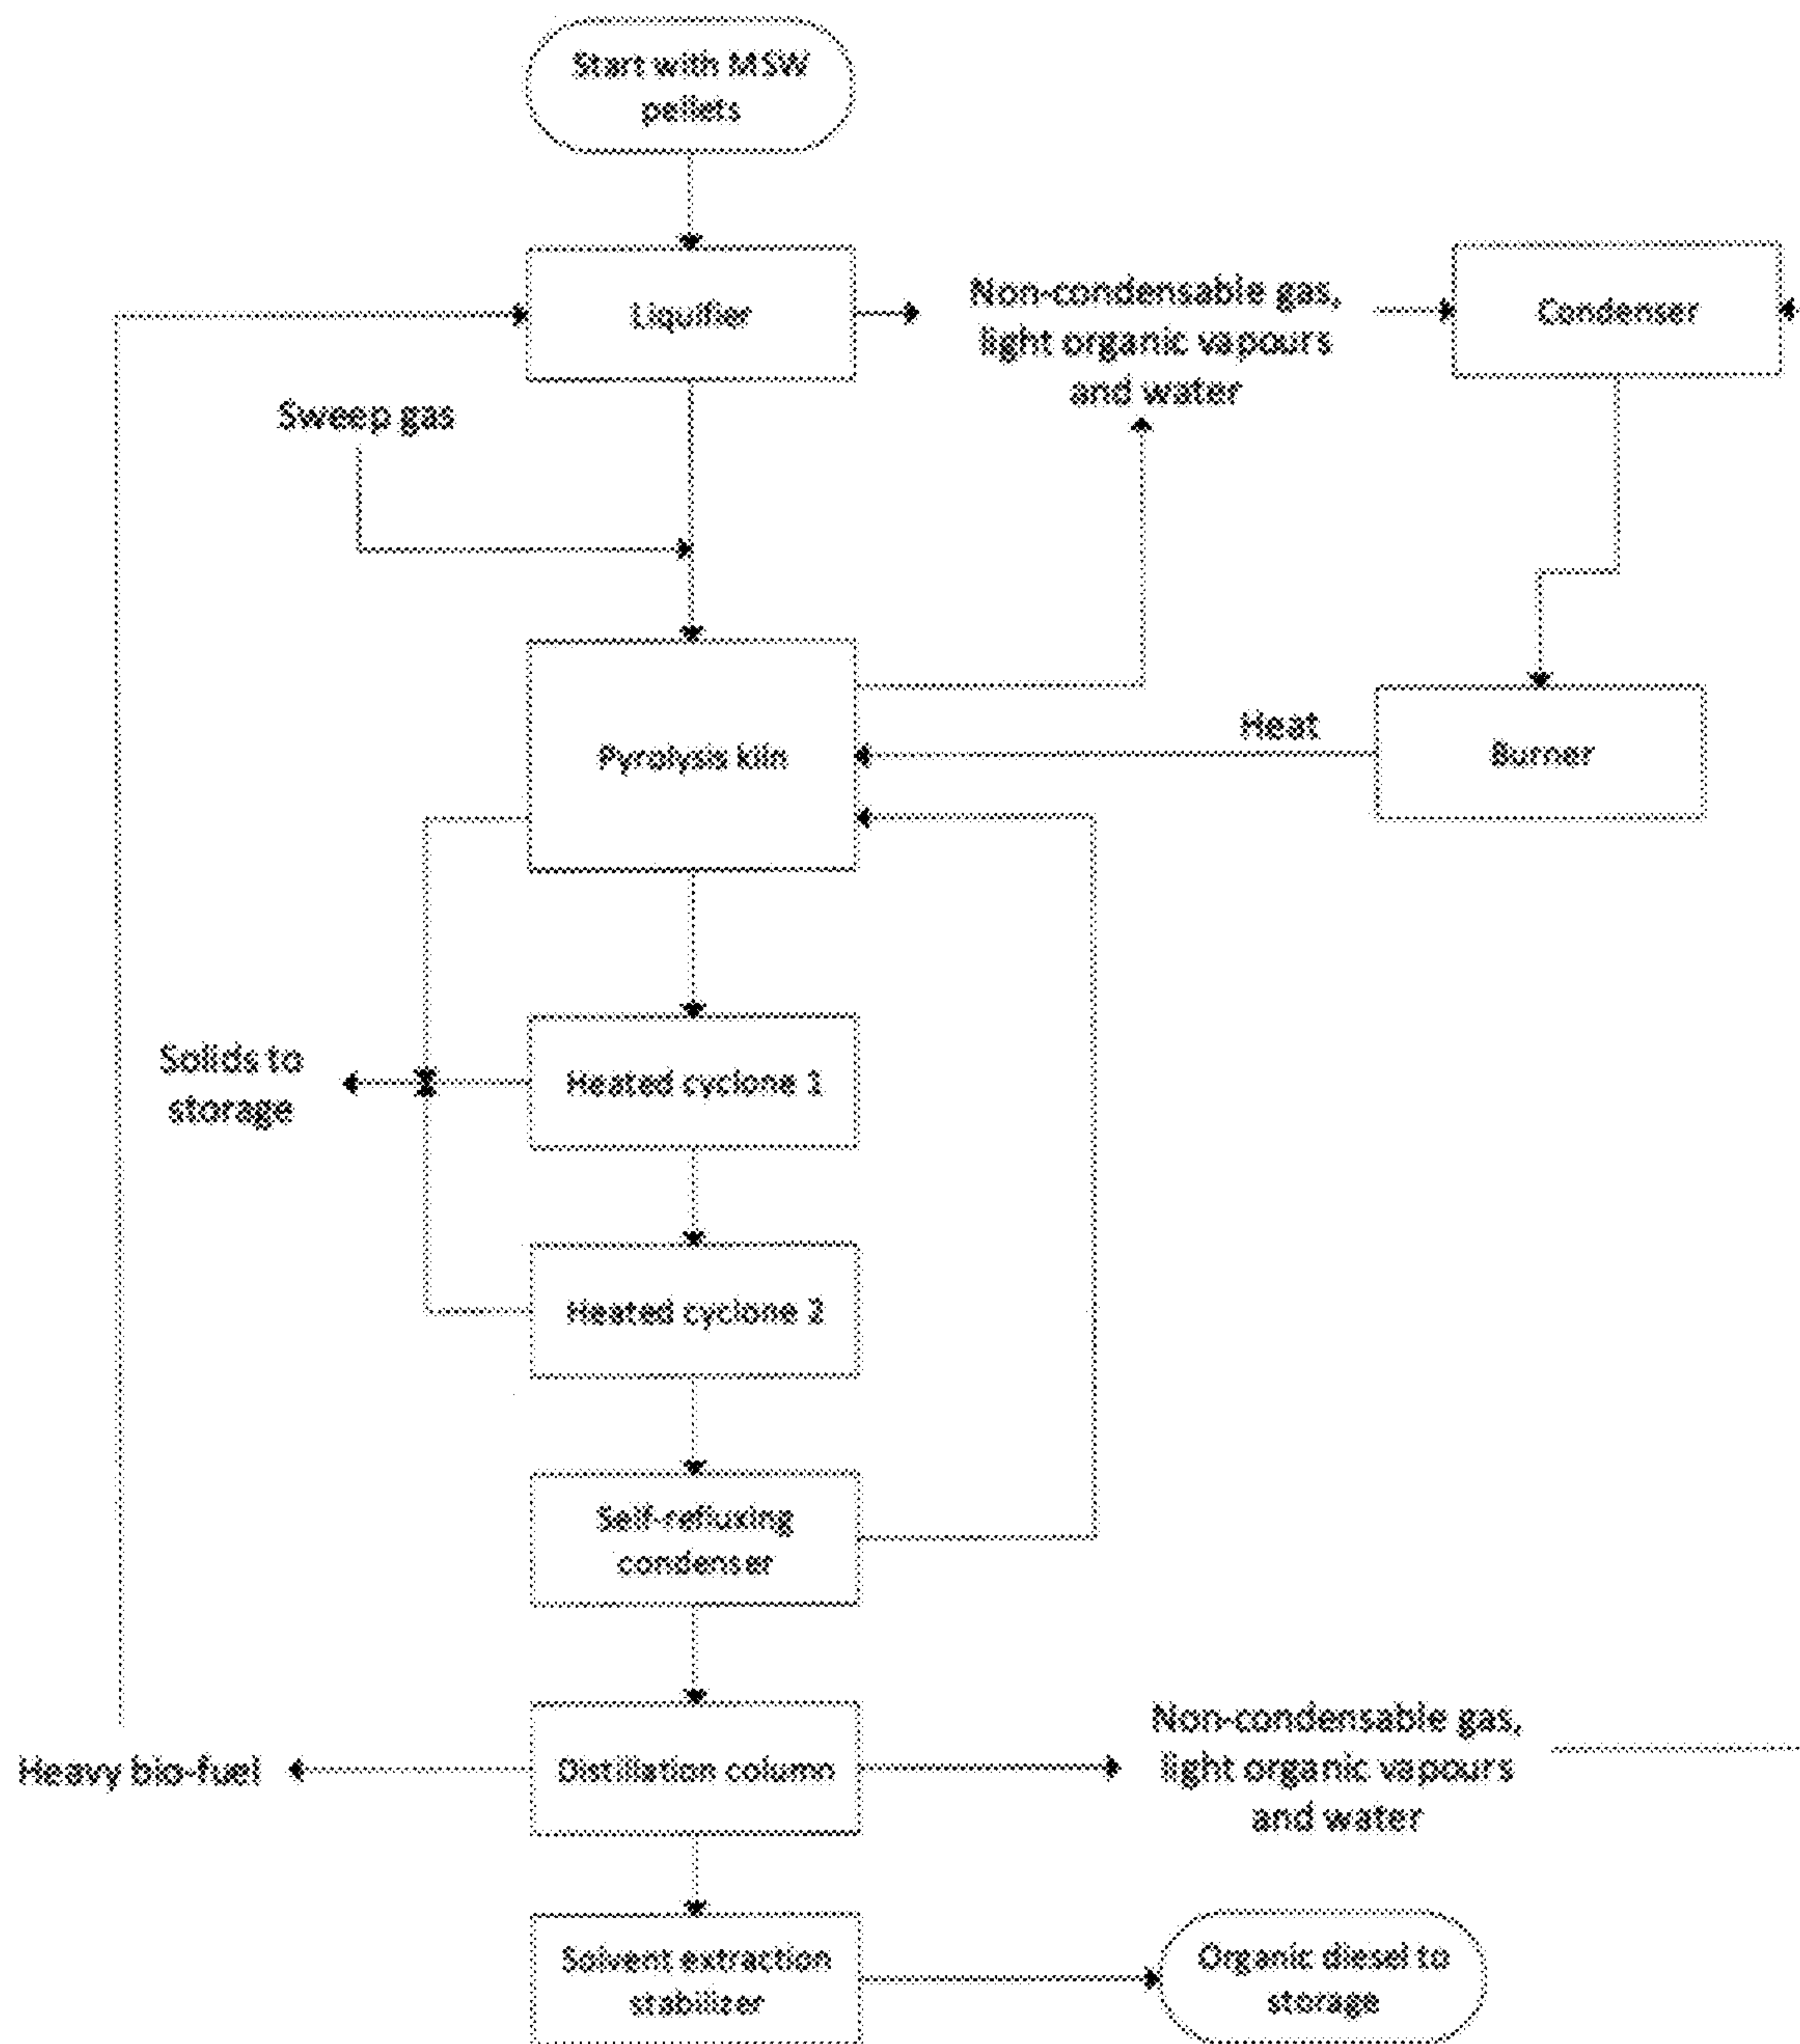 Start with MSW
pellets
Liquifier
Non-condensable gas,
light organic vapours
and water
Condenser
Sweep gas
Pyrolysis kiln
Heat
Burner
Solids to
storage
Heated cyclone 1
Heated cyclone 2
Self-refluxing
condenser
Heavy bio-fuel
Distillation column
Non-condensable gas,
light organic vapours
and water
Solvent extraction
stabilizer
Organic diesel to
storage